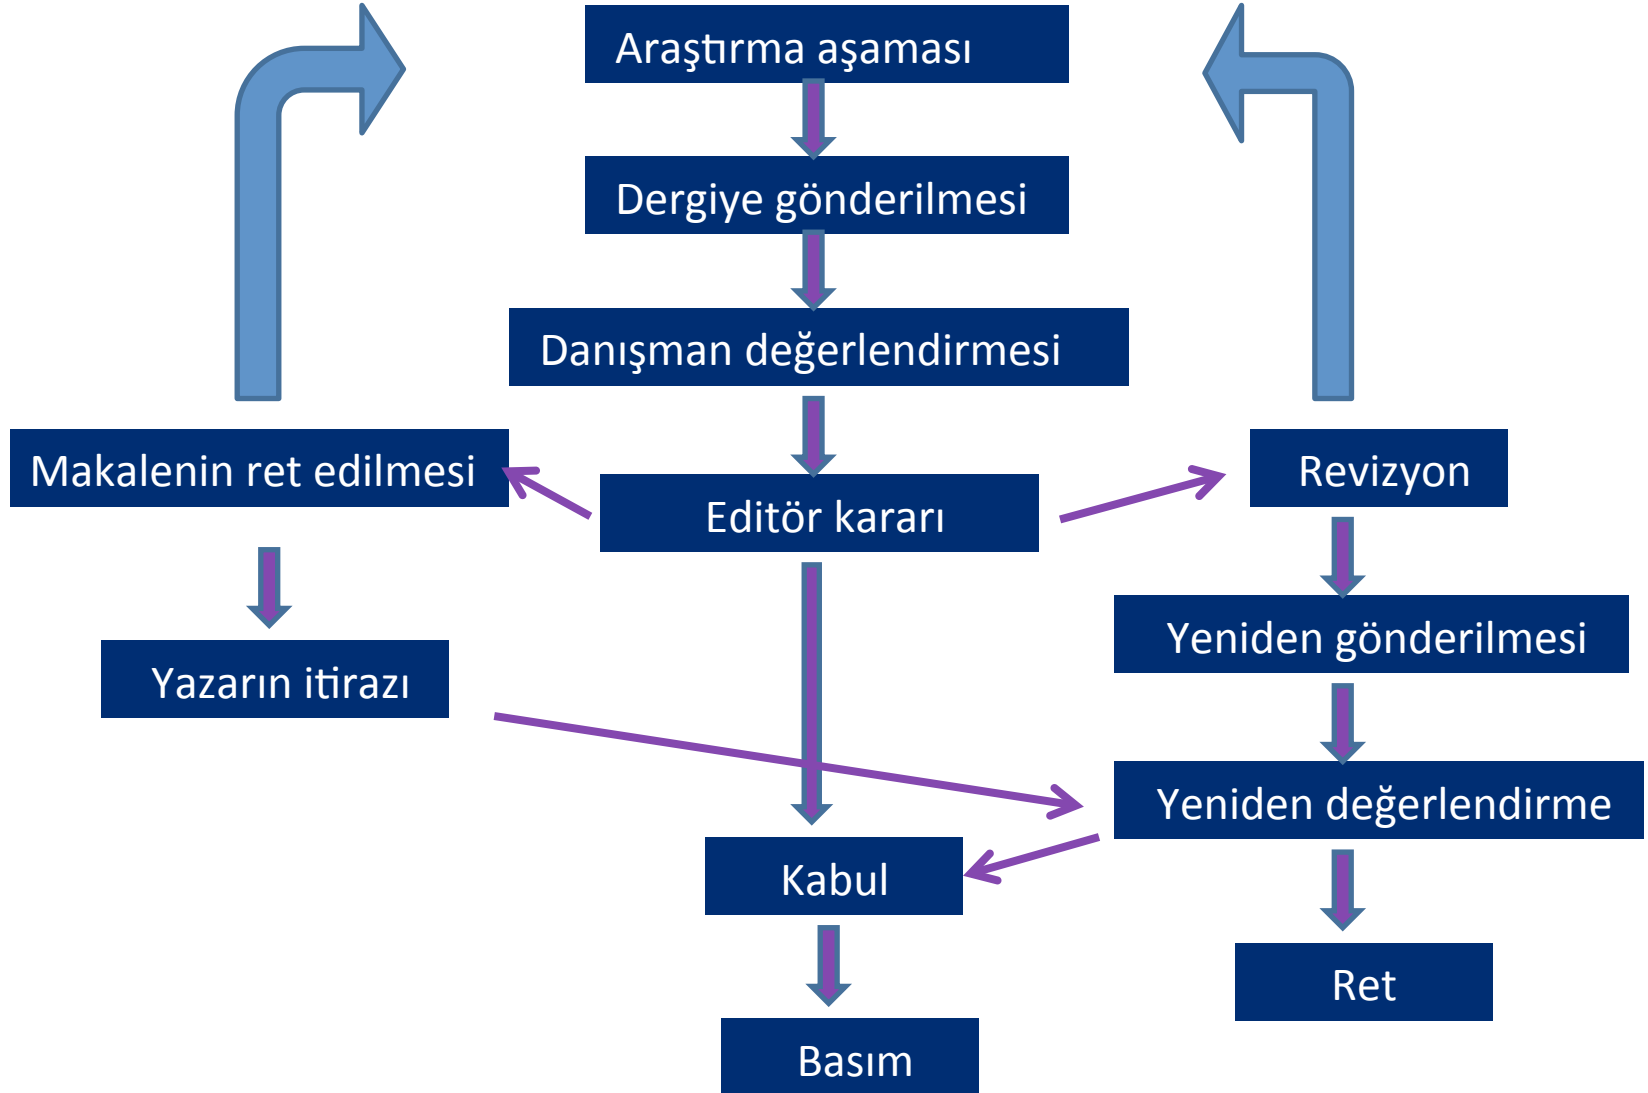 Araştırma aşaması
Dergiye gönderilmesi
Danışman değerlendirmesi
Makalenin ret edilmesi
Revizyon
Editör kararı
Yeniden gönderilmesi
Yazarın itirazı
Yeniden değerlendirme
Kabul
Ret
Basım